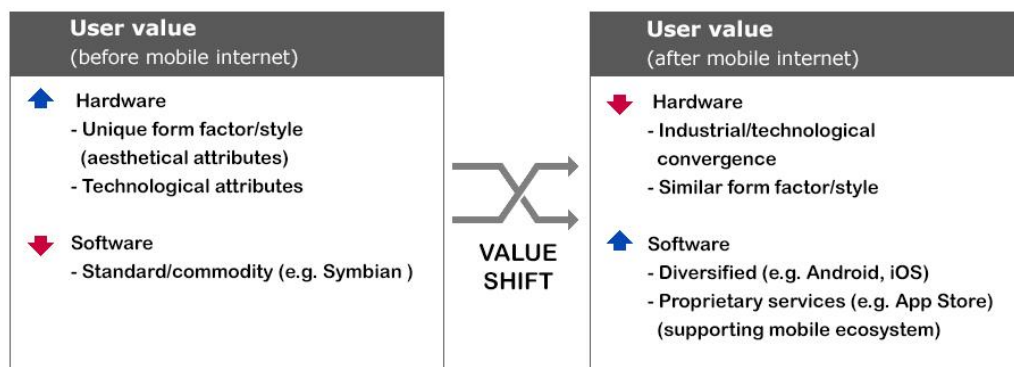 User value
(before mobile internet)
Hardware
- Unique form factor/style
(aesthetical attributes)
- Technological attributes
Software
- Standard/commodity (e.g. Symbian )
VALUE
SHIFT
User value
(after mobile internet)
Hardware
- Industrial/technological
convergence
- Similar form factor/style
Software
- Diversified (e.g. Android, iOS)
- Proprietary services (e.g. App Store)
(supporting mobile ecosystem)